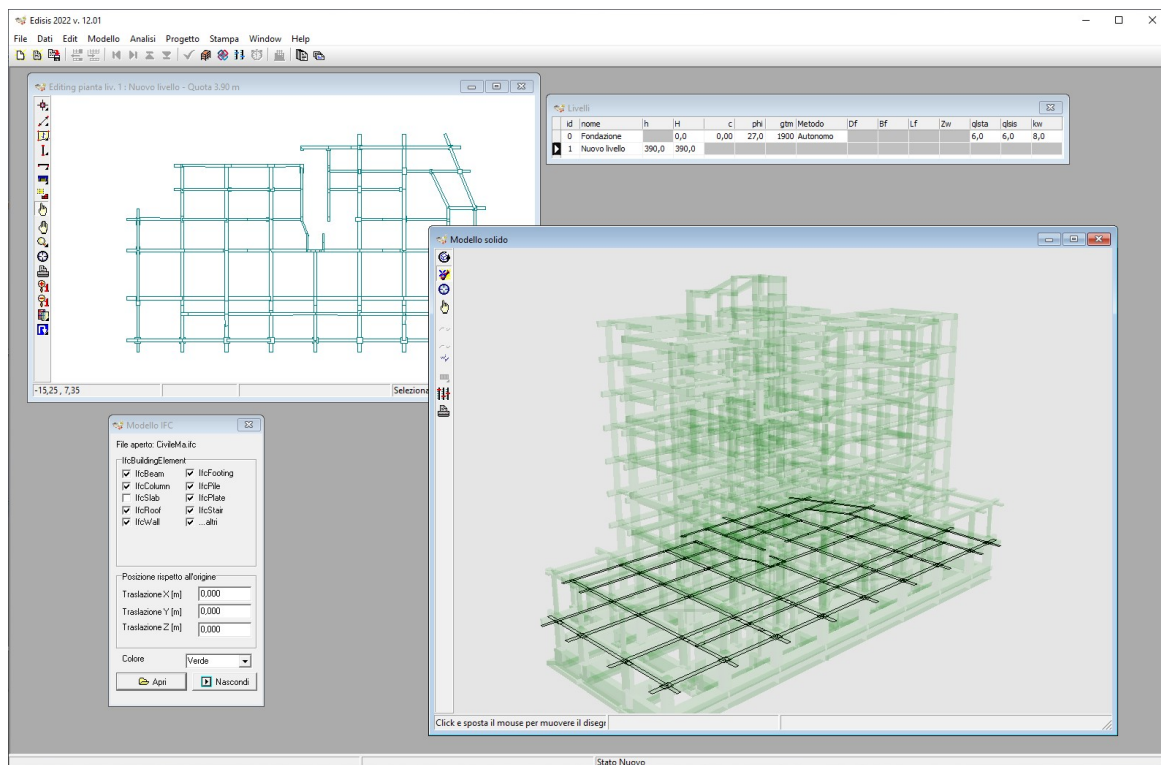 Edisis 2022 v. 12.01
File Dati Edit Modello Analisi Progetto Stampa Window Help
Editing pianta liv. 1 : Nuovo livello - Quota 3.90 m
-15,25 , 7,35
Seleziona
Livelli
id nome h H c phi gtm Metodo Df Bf Lf Zw qlsta qlsis kw
0 Fondazione 0,0 0,00 27,0 1900 Autonomo 6,0 6,0 8,0
1 Nuovo livello 390,0 390,0
Modello solido
Click e sposta il mouse per muovere il disegr
Modello IFC
File aperto: CivileMa.ifc
IfcBuildingElement
IfcBeam IfcFooting
IfcColumn IfcPile
IfcSlab IfcPlate
IfcRoof IfcStair
IfcWall ...altri
Posizione rispetto all'origine
Traslazione X [m] 0,000
Traslazione Y [m] 0,000
Traslazione Z [m] 0,000
Colore Verde
Apri Nascondi
Stato Nuovo